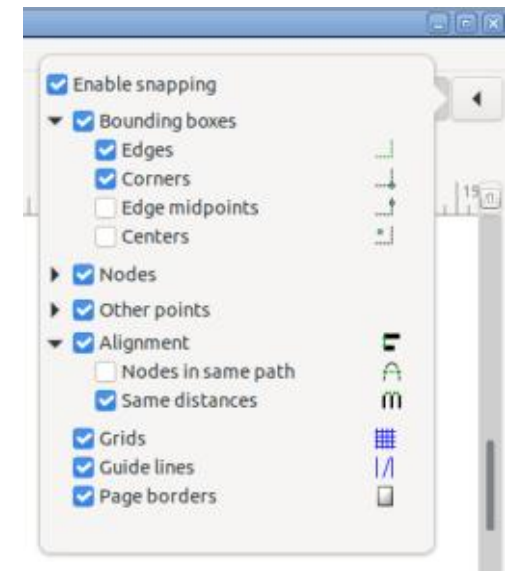 Enable snapping
Bounding boxes
Edges
Corners
Edge midpoints
Centers
Nodes
Other points
Alignment
Nodes in same path
Same distances
Grids
Guide lines
Page borders